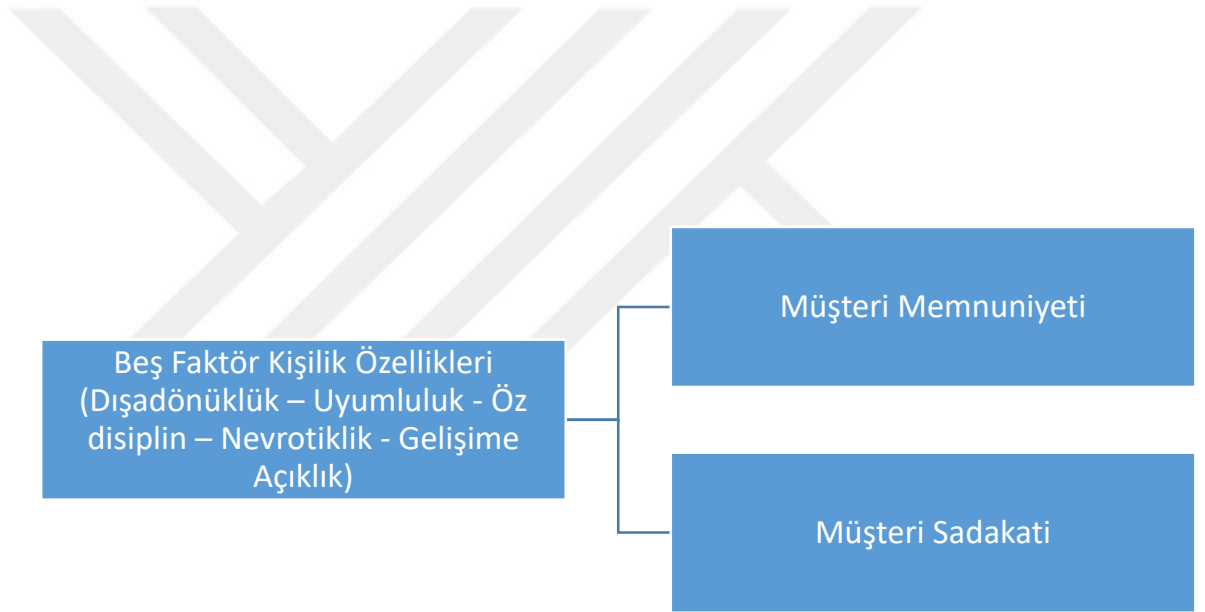 Müşteri Memnuniyeti
Beş Faktör Kişilik Özellikleri
(Dışadönüklük – Uyumluluk - Öz
disiplin – Nevrotiklik - Gelişime
Açıklık)
Müşteri Sadakati